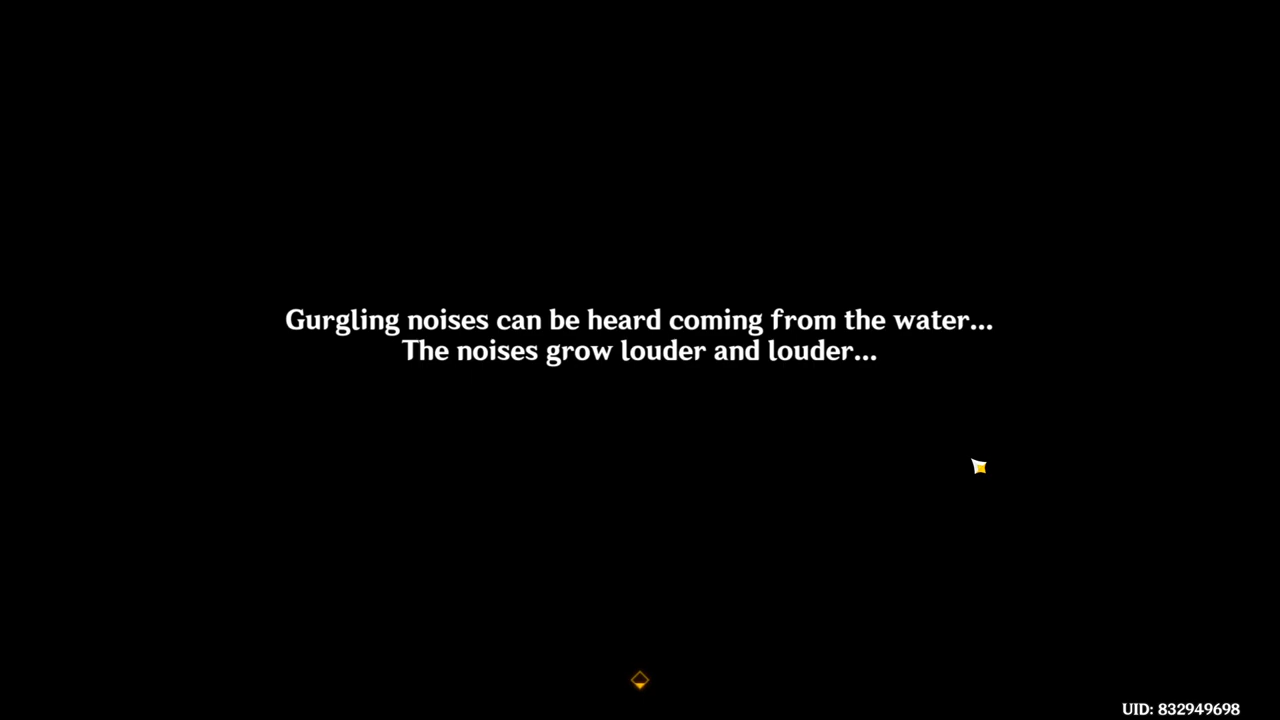 Gurgling noises can be heard coming from the water...
The noises grow louder and louder...
UID: 832949698